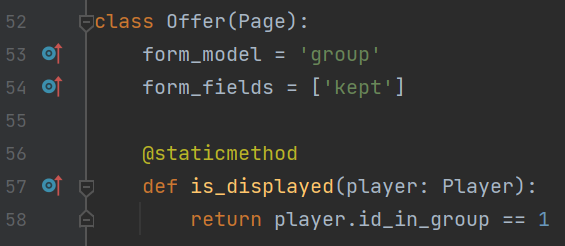 52 class Offer(Page):
53     form_model = 'group'
54     form_fields = ['kept']
55
56     @staticmethod
57     def is_displayed(player: Player):
58         return player.id_in_group == 1